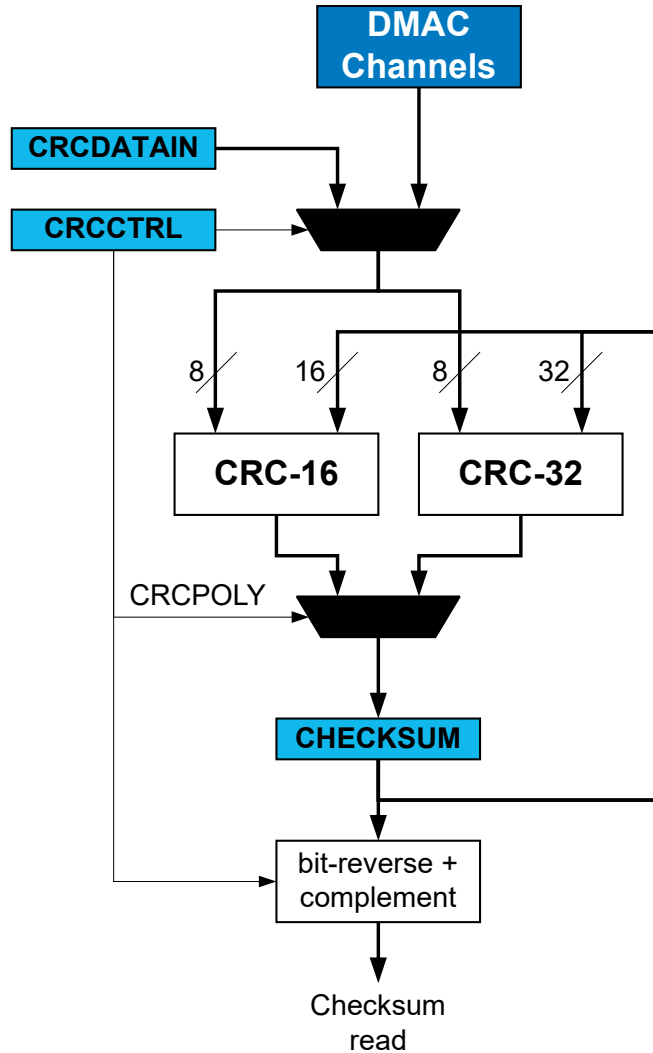 DMAC
Channels
CRCDATAIN
CRCCTRL
8
16
8
32
CRC-16
CRC-32
CRCPOLY
CHECKSUM
bit-reverse +
complement
Checksum
read